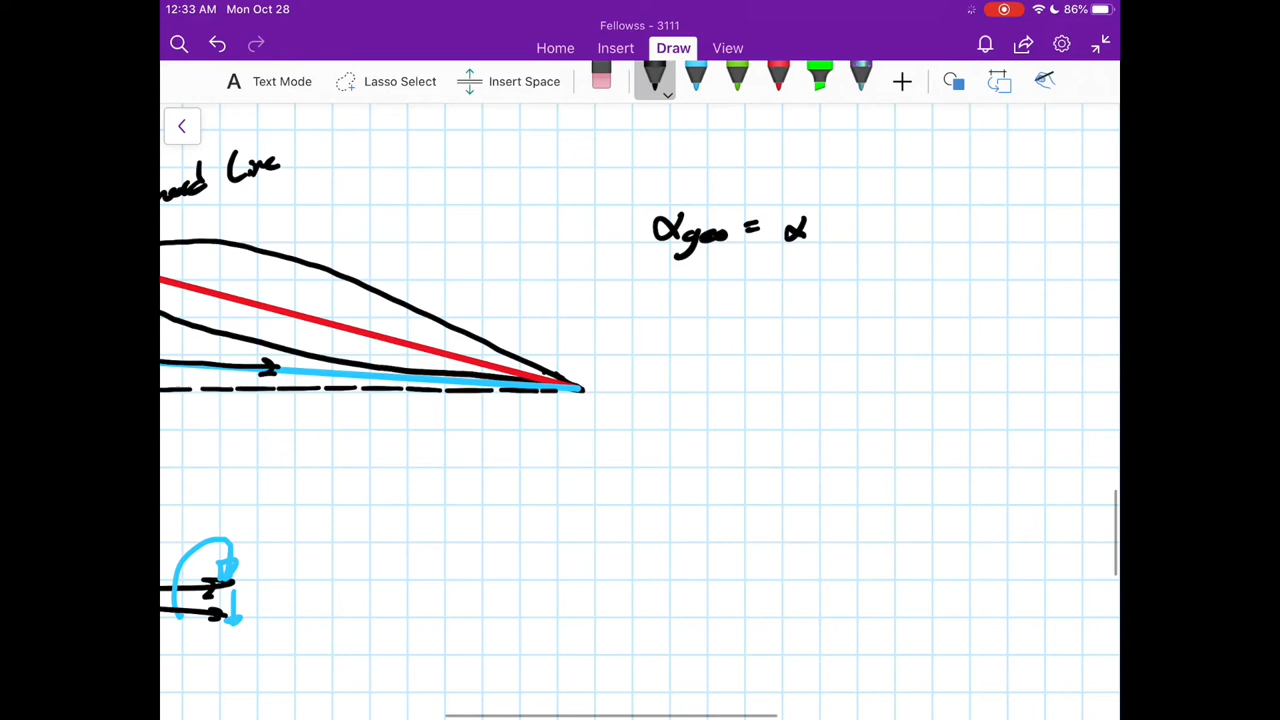 12:33 AM Mon Oct 28
86%
Fellowss - 3111
Home Insert Draw View
A Text Mode Lasso Select Insert Space
Line
αgeo = α